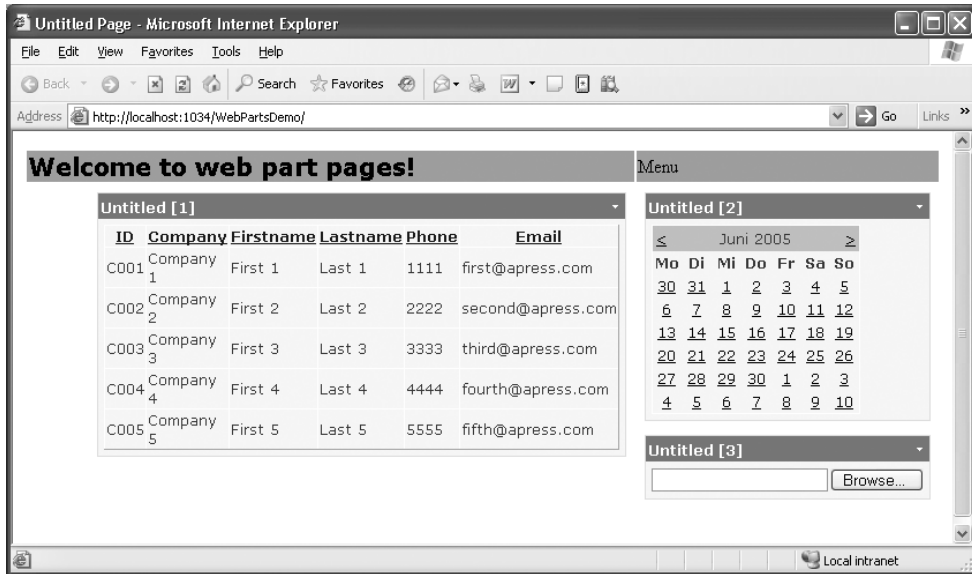 Untitled Page - Microsoft Internet Explorer
File Edit View Favorites Tools Help
Back Search Favorites
Address http://localhost:1034/WebPartsDemo/ Go Links »
Welcome to web part pages! Menu
Untitled [1]
ID Company Firstname Lastname Phone Email
C001 Company 1 First 1 Last 1 1111 first@apress.com
C002 Company 2 First 2 Last 2 2222 second@apress.com
C003 Company 3 First 3 Last 3 3333 third@apress.com
C004 Company 4 First 4 Last 4 4444 fourth@apress.com
C005 Company 5 First 5 Last 5 5555 fifth@apress.com
Untitled [2]
< Juni 2005 >
Mo Di Mi Do Fr Sa So
30 31 1 2 3 4 5
6 7 8 9 10 11 12
13 14 15 16 17 18 19
20 21 22 23 24 25 26
27 28 29 30 1 2 3
4 5 6 7 8 9 10
Untitled [3]
Browse...
Local intranet